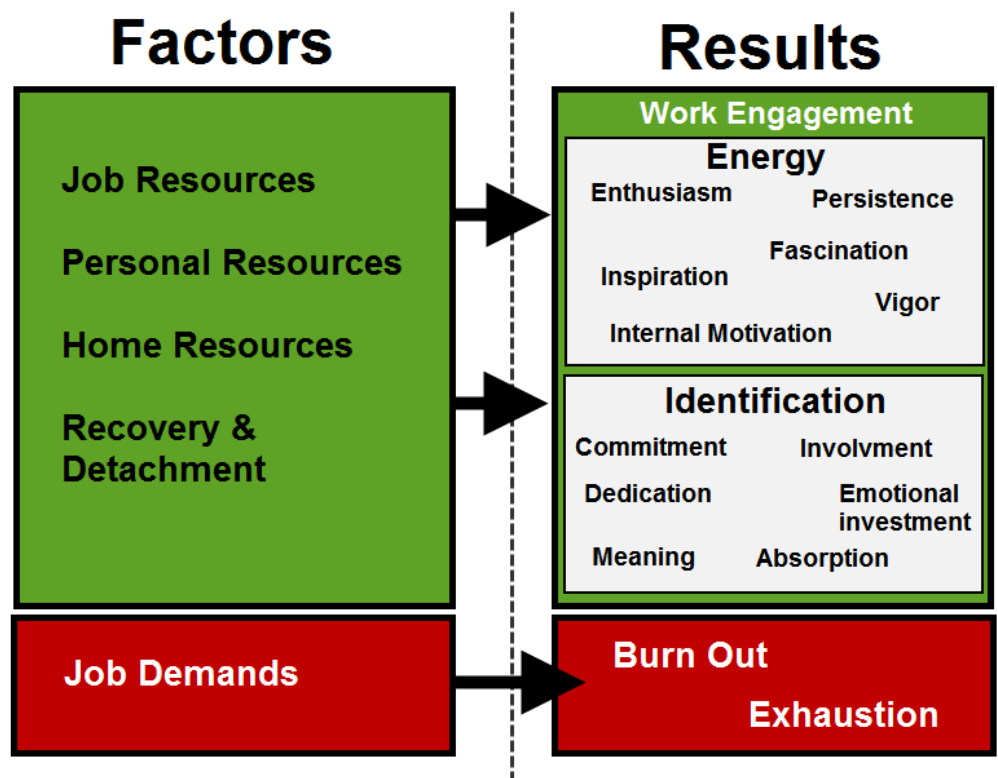 Factors
Job Resources
Personal Resources
Home Resources
Recovery &
Detachment
Job Demands
Results
Work Engagement
Energy
Enthusiasm
Persistence
Fascination
Inspiration
Vigor
Internal Motivation
Identification
Commitment
Involvment
Dedication
Emotional
investment
Meaning
Absorption
Burn Out
Exhaustion